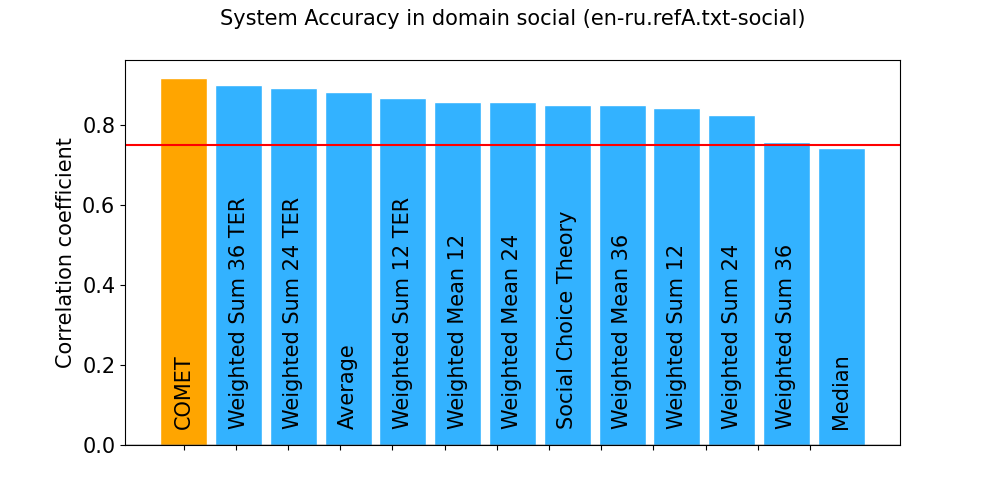 System Accuracy in domain social (en-ru.refA.txt-social)
Correlation coefficient
0.8
0.6
0.4
0.2
0.0
COMET
Weighted Sum 36 TER
Weighted Sum 24 TER
Average
Weighted Sum 12 TER
Weighted Mean 12
Weighted Mean 24
Social Choice Theory
Weighted Mean 36
Weighted Sum 12
Weighted Sum 24
Weighted Sum 36
Median